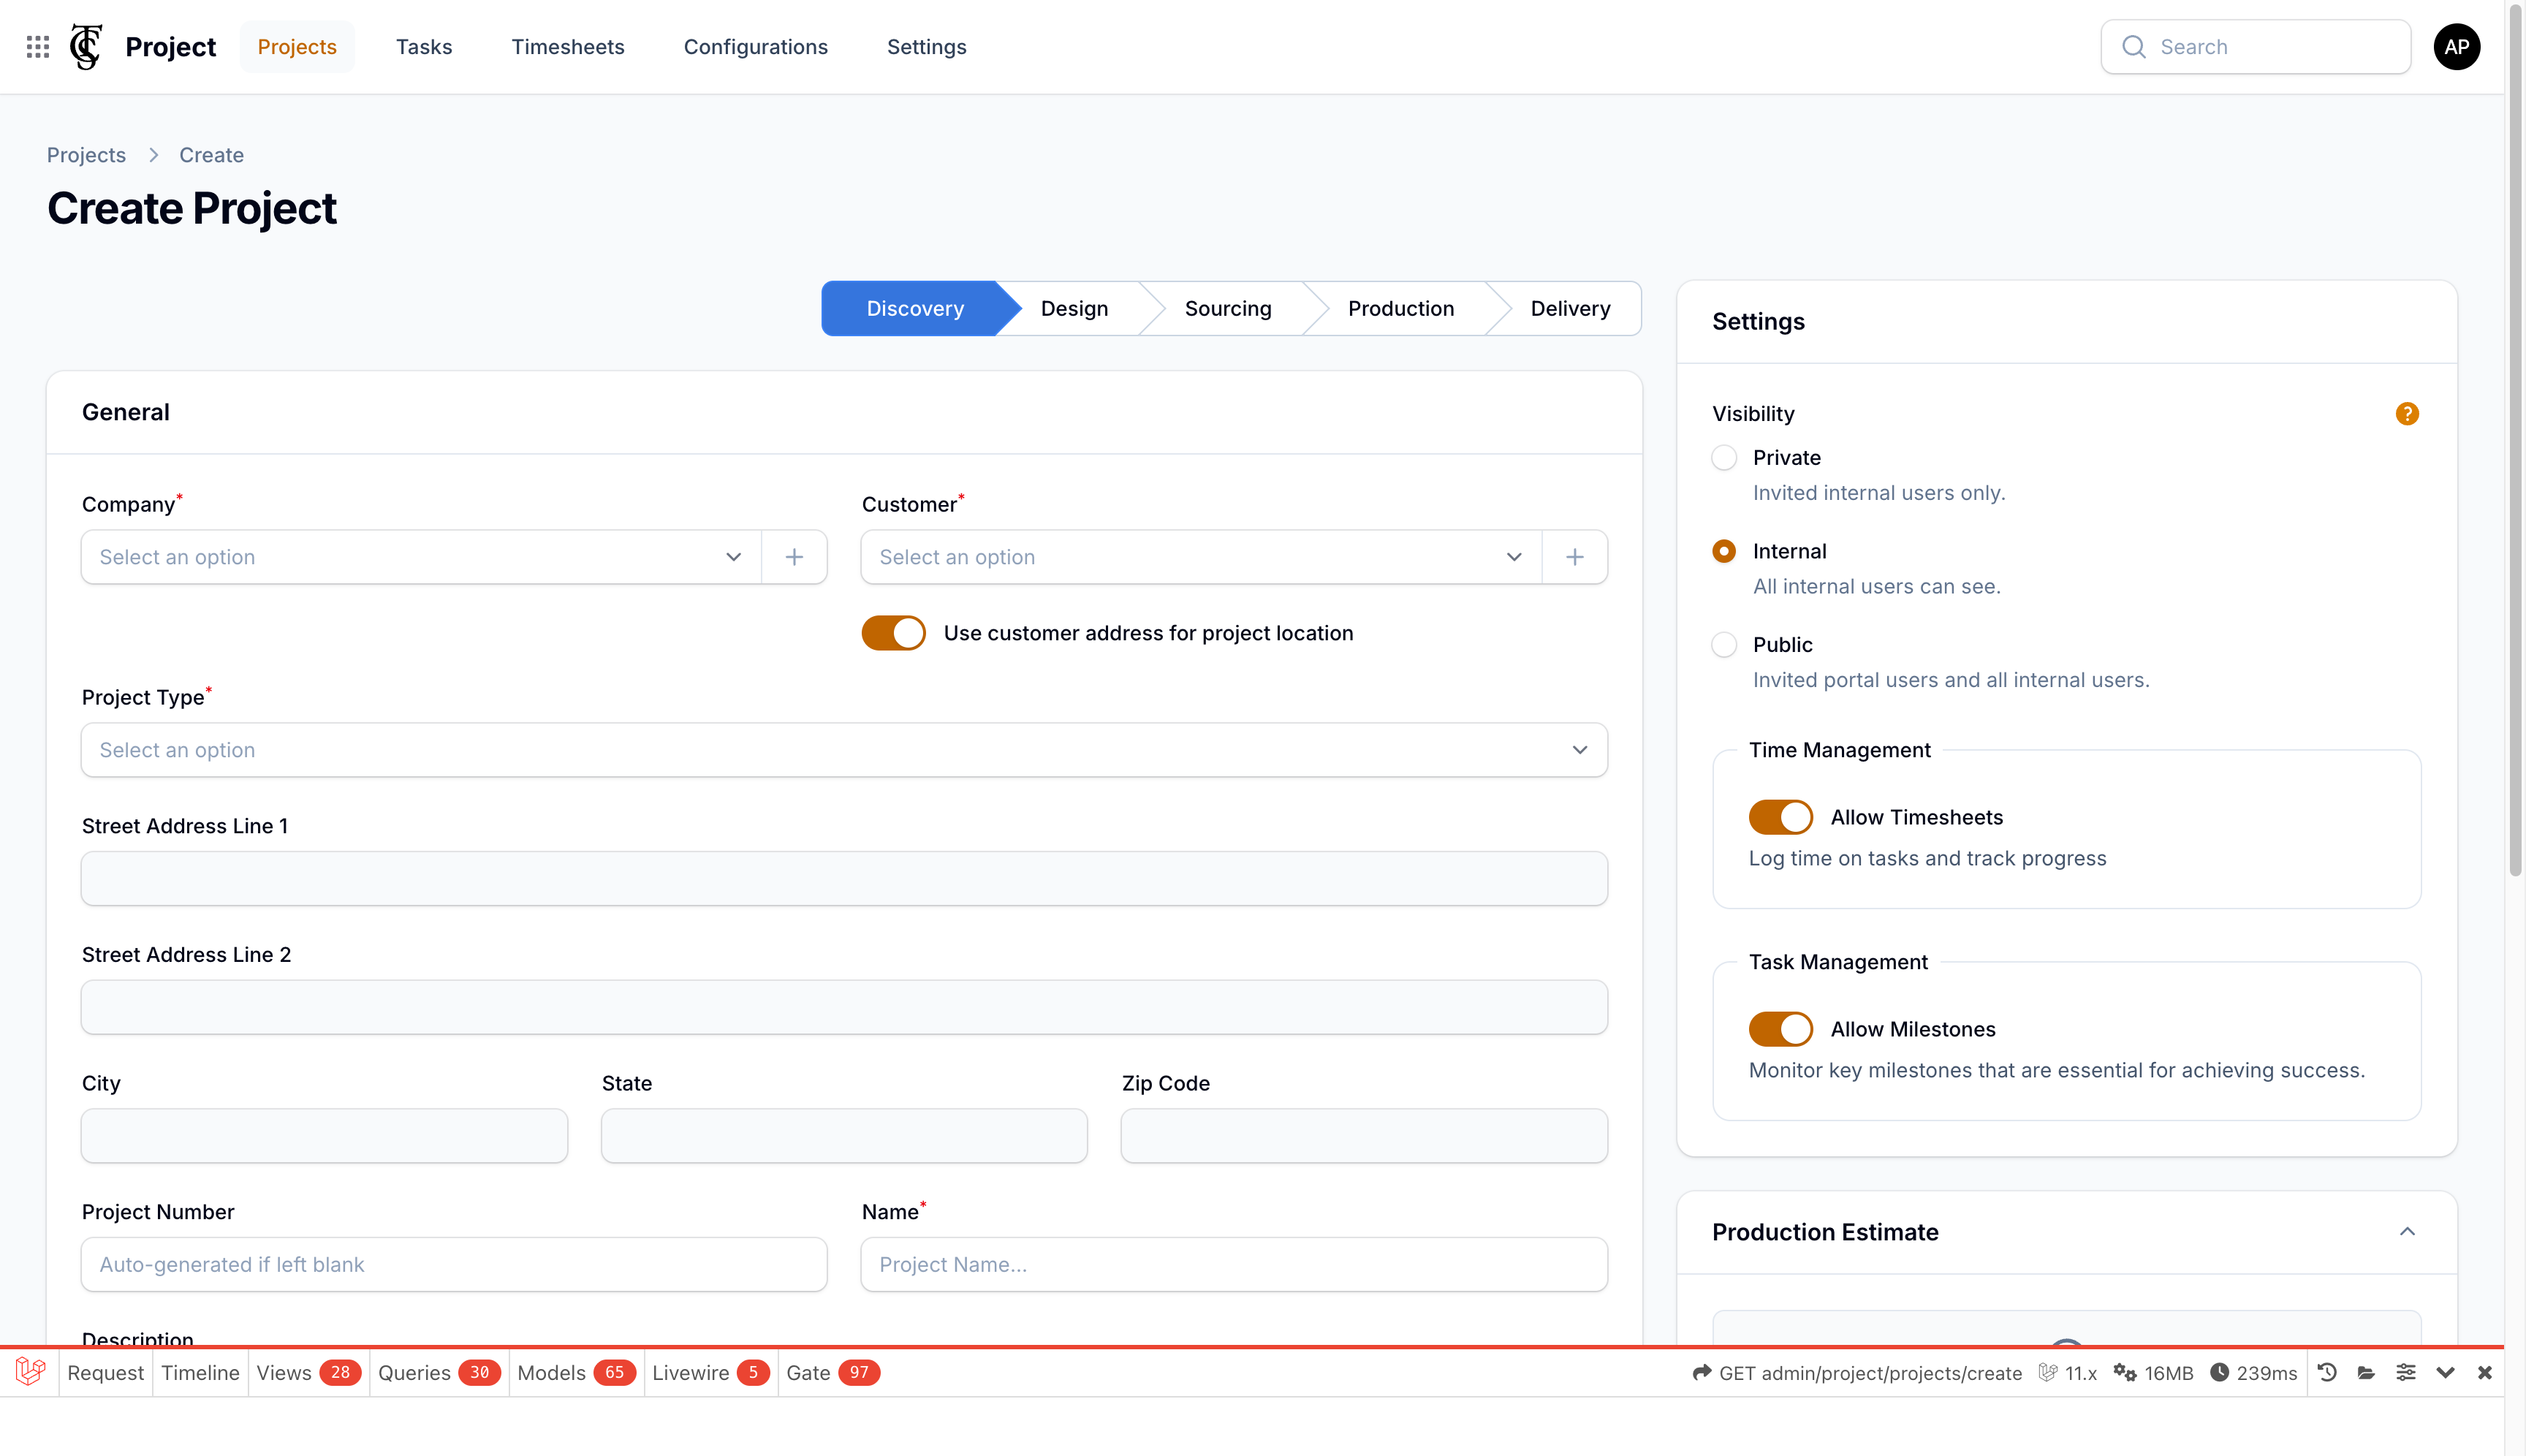 Project Projects Tasks Timesheets Configurations Settings Search AP
Projects > Create
Create Project
Discovery Design Sourcing Production Delivery
General
Company* Customer*
Select an option + Select an option +
Use customer address for project location
Project Type*
Select an option
Street Address Line 1
Street Address Line 2
City State Zip Code
Project Number Name*
Auto-generated if left blank Project Name...
Description
Settings
Visibility ?
Private
Invited internal users only.
Internal
All internal users can see.
Public
Invited portal users and all internal users.
Time Management
Allow Timesheets
Log time on tasks and track progress
Task Management
Allow Milestones
Monitor key milestones that are essential for achieving success.
Production Estimate
Request Timeline Views 28 Queries 30 Models 65 Livewire 5 Gate 97 GET admin/project/projects/create 11.x 16MB 239ms